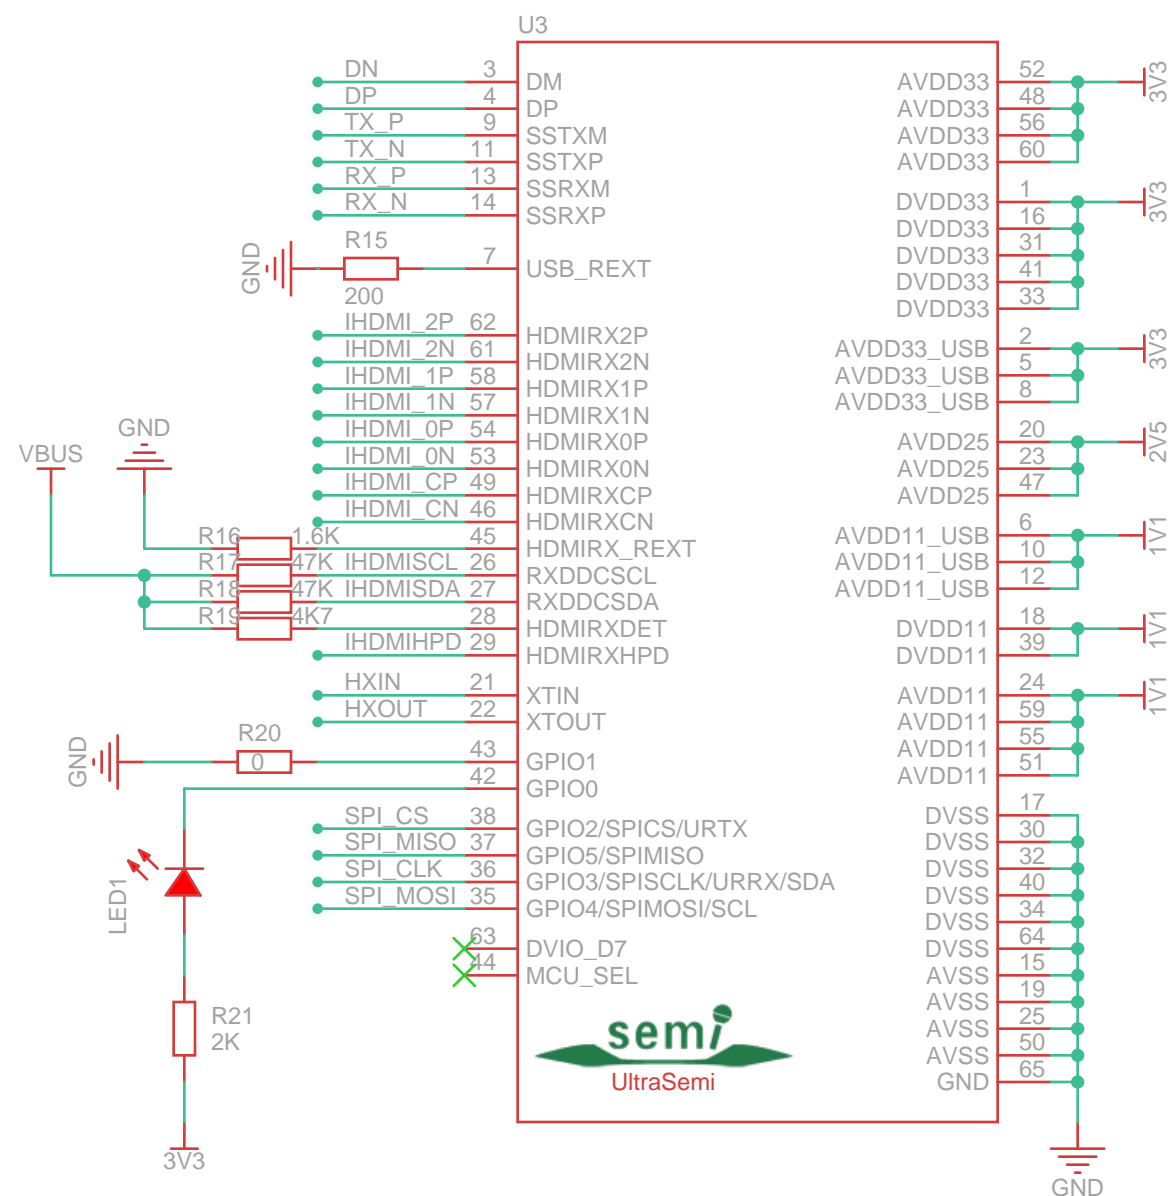 U3
DN 3 DM
DP 4 DP
TX_P 9 SSTXM
TX_N 11 SSTXP
RX_P 13 SSRXM
RX_N 14 SSRXP
GND R15 200 7 USB_REXT
IHDMI_2P 62 HDMIRX2P
IHDMI_2N 61 HDMIRX2N
IHDMI_1P 58 HDMIRX1P
IHDMI_1N 57 HDMIRX1N
IHDMI_0P 54 HDMIRX0P
IHDMI_0N 53 HDMIRX0N
IHDMI_CP 49 HDMIRXCP
IHDMI_CN 46 HDMIRXCN
VBUS GND
R16 1.6K 45 HDMIRX_REXT
R17 47K IHDMISCL 26 RXDDCSCL
R18 47K IHDMISDA 27 RXDDCSDA
R19 4K7 28 HDMIRXDET
IHDMIHPD 29 HDMIRXHPD
HXIN 21 XTIN
HXOUT 22 XTOUT
GND R20 0 43 GPIO1
42 GPIO0
SPI_CS 38 GPIO2/SPICS/URTX
SPI_MISO 37 GPIO5/SPIMISO
SPI_CLK 36 GPIO3/SPISCLK/URRX/SDA
SPI_MOSI 35 GPIO4/SPIMOSI/SCL
63 DVIO_D7
44 MCU_SEL
LED1
R21
2K
3V3
semi
UltraSemi
AVDD33 52 3V3
AVDD33 48
AVDD33 56
AVDD33 60
DVDD33 1 3V3
DVDD33 16
DVDD33 31
DVDD33 41
DVDD33 33
AVDD33_USB 2 3V3
AVDD33_USB 5
AVDD33_USB 8
AVDD25 20 2V5
AVDD25 23
AVDD25 47
AVDD11_USB 6 1V1
AVDD11_USB 10
AVDD11_USB 12
DVDD11 18 1V1
DVDD11 39
AVDD11 24 1V1
AVDD11 59
AVDD11 55
AVDD11 51
DVSS 17
DVSS 30
DVSS 32
DVSS 40
DVSS 34
DVSS 64
AVSS 15
AVSS 19
AVSS 25
AVSS 50
GND 65
GND